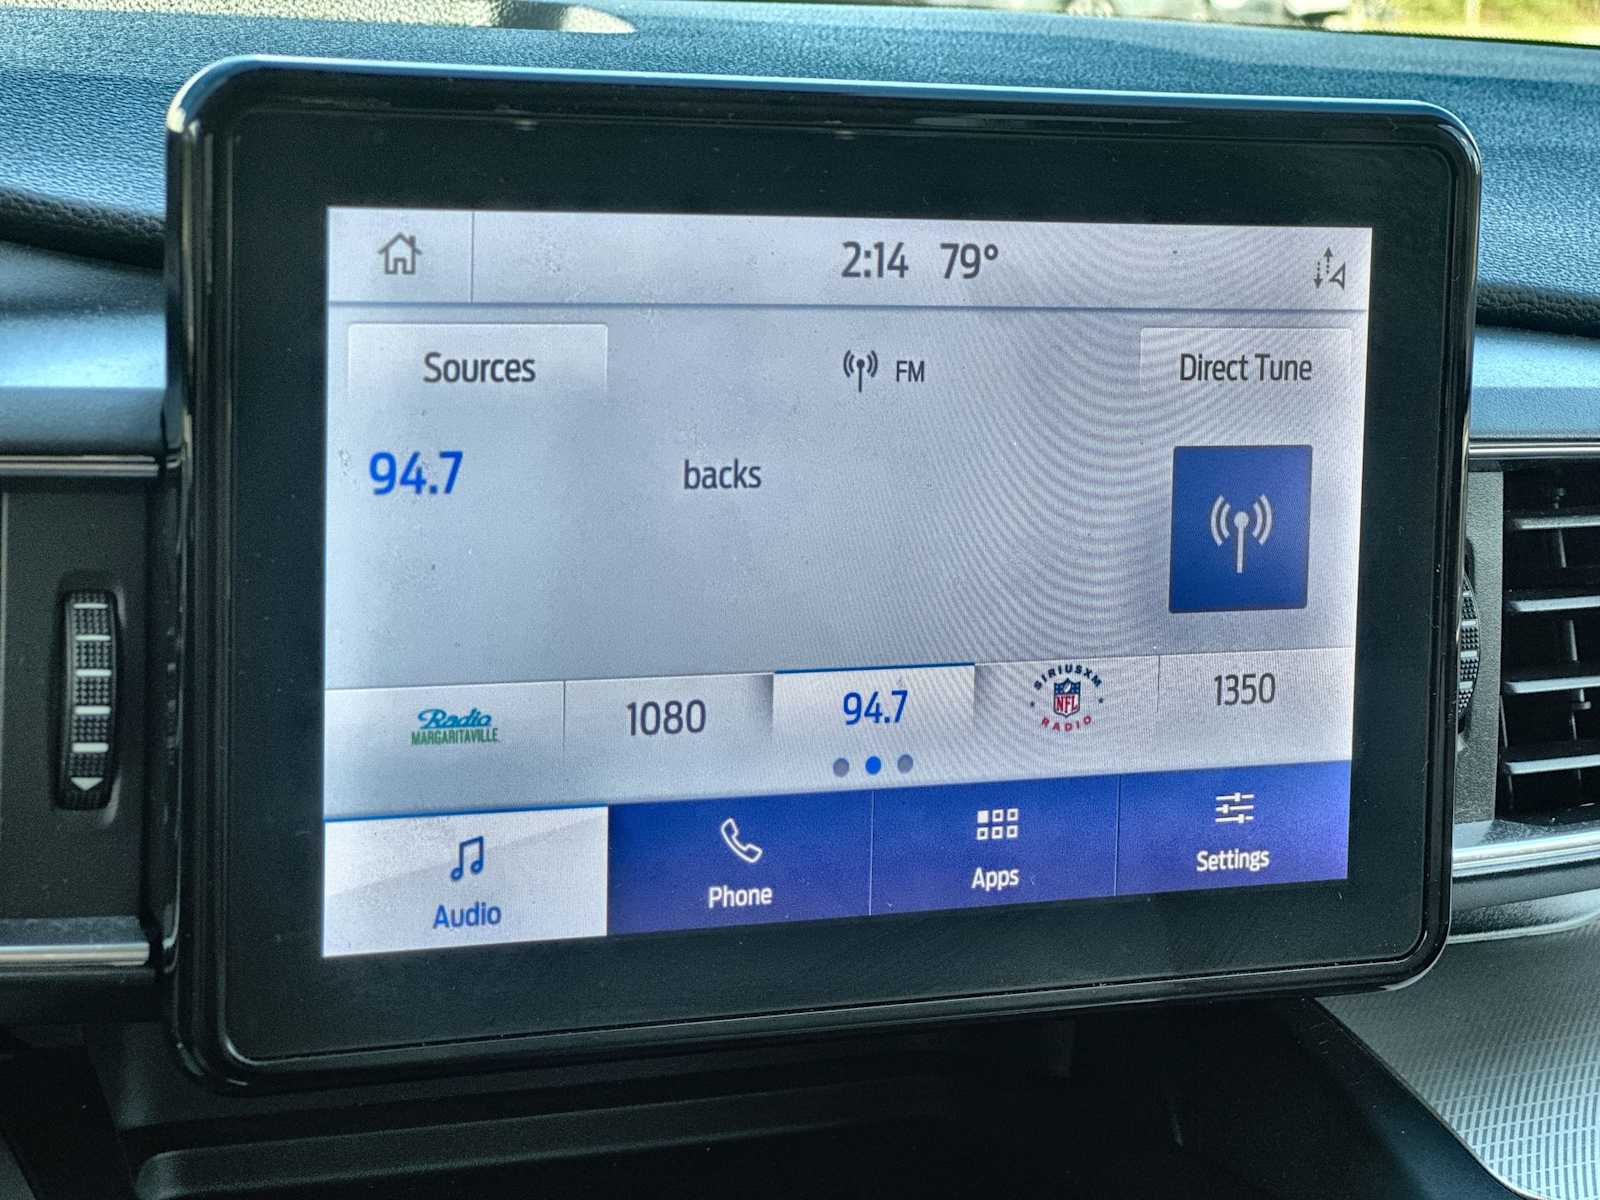 2:14 79°
Sources
FM
Direct Tune
94.7
backs
Radio
MARGARITAVILLE
1080
94.7
SIRIUSXM
NFL
RADIO
1350
Audio
Phone
Apps
Settings